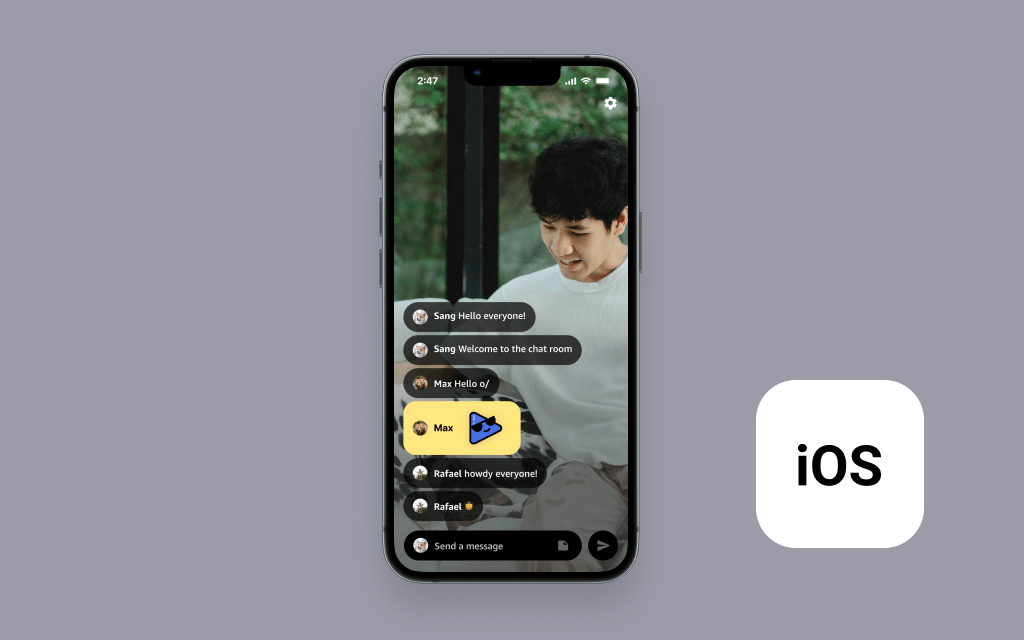 2:47
Sang Hello everyone!
Sang Welcome to the chat room
Max Hello o/
Max
Rafael howdy everyone!
Rafael 🤠
Send a message
iOS